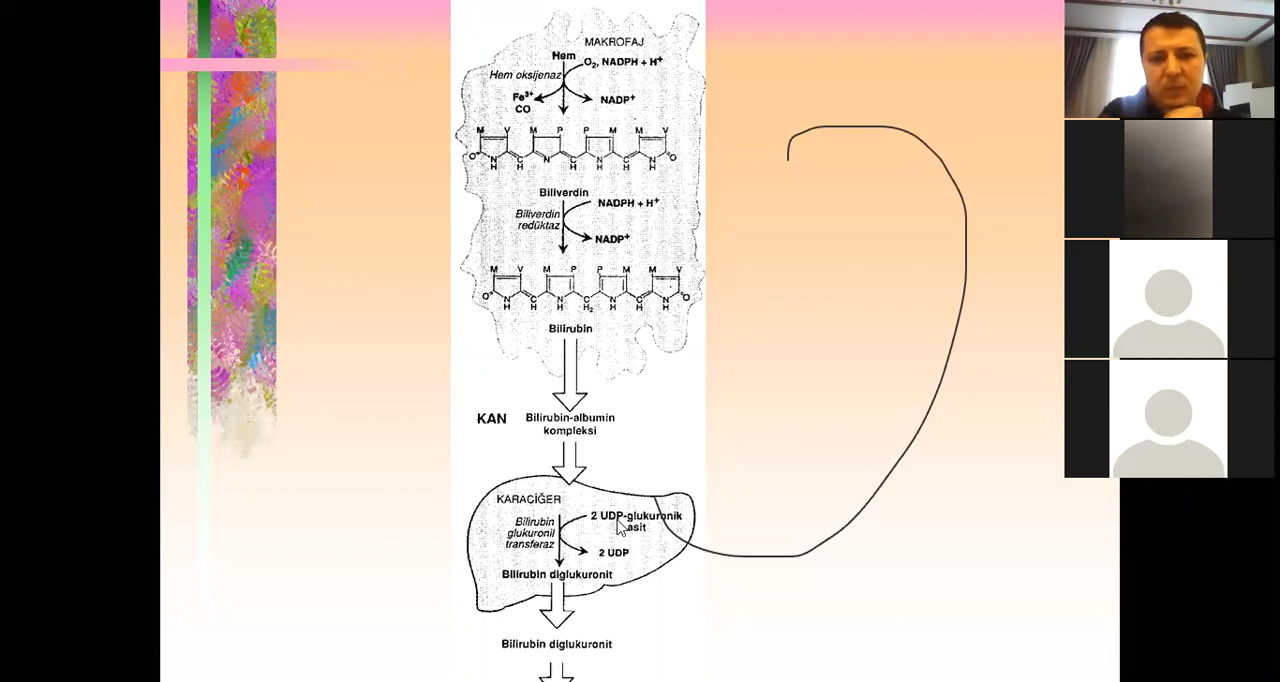 MAKROFAJ
Hem
O₂, NADPH + H⁺
Hem oksijenaz
Fe³⁺
CO
NADP⁺
M V M P P M M V
O N H C H N C H N H C H N H O
Biliverdin
NADPH + H⁺
Biliverdin
redüktaz
NADP⁺
M V M P P M M V
O N H C H N H C H₂ N H C H N H O
Bilirubin
KAN
Bilirubin-albumin
kompleksi
KARACİĞER
2 UDP-glukuronik
asit
Bilirubin
glukuronil
transferaz
2 UDP
Bilirubin diglukuronit
Bilirubin diglukuronit